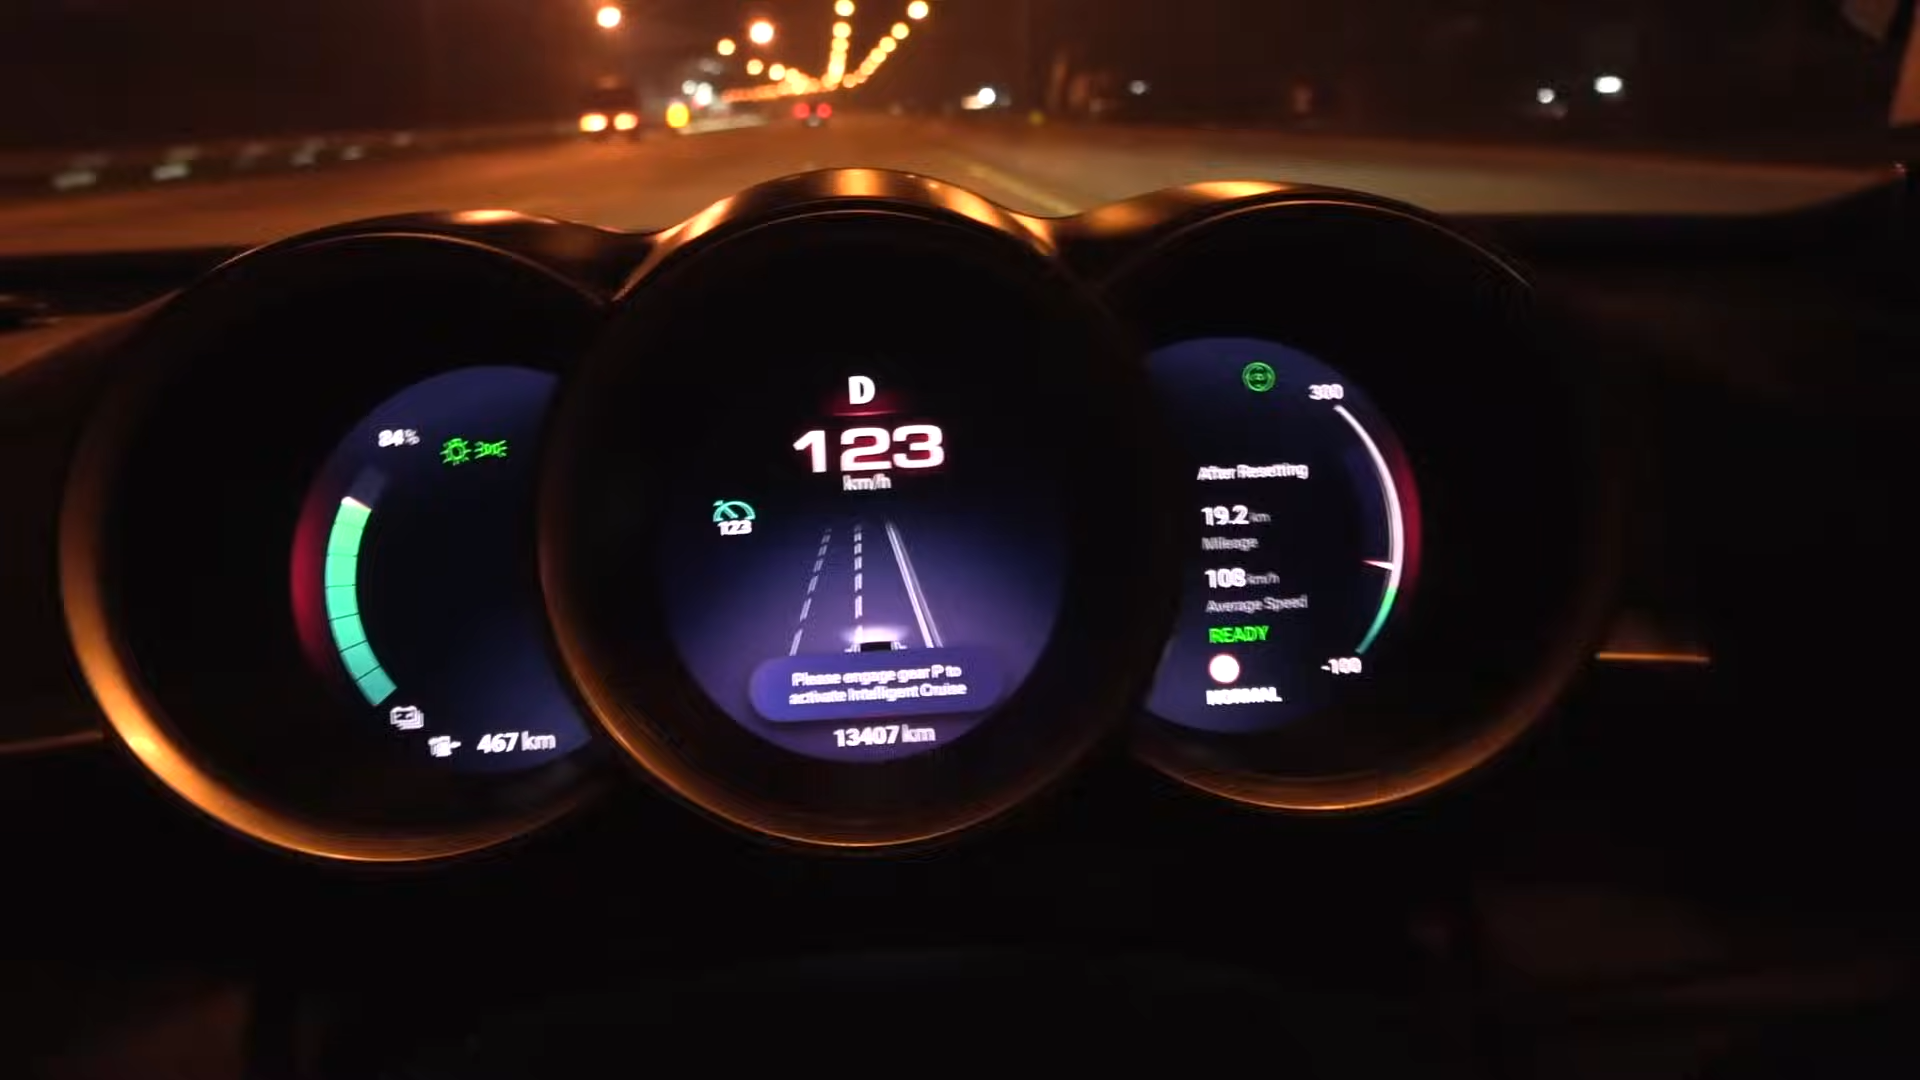 84%
467 km
D
123
km/h
123
Please engage gear P to
activate Intelligent Cruise
13407 km
300
After Resetting
19.2 km
Mileage
108 km/h
Average Speed
READY
-100
NORMAL